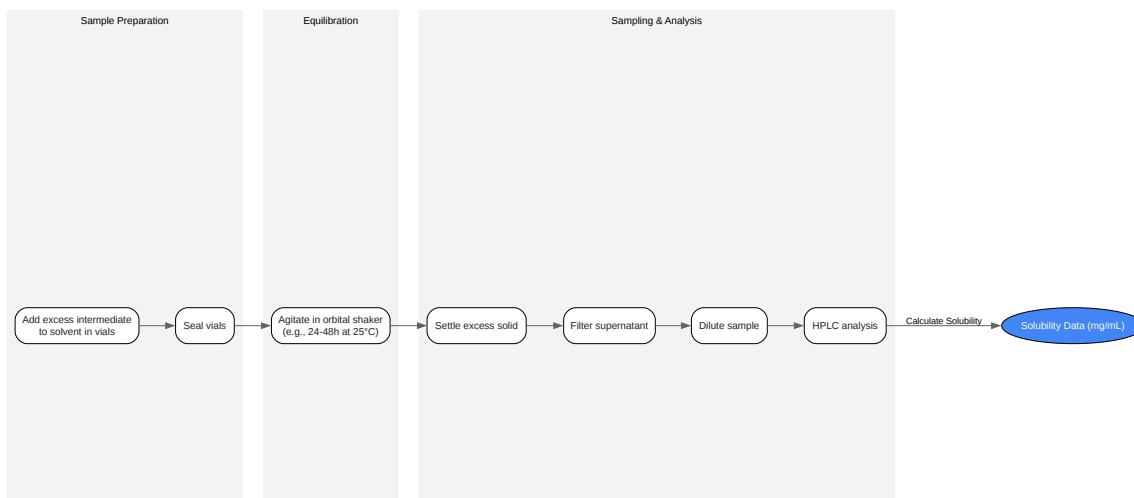 Sample Preparation
Equilibration
Sampling & Analysis
Add excess intermediate
to solvent in vials
Seal vials
Agitate in orbital shaker
(e.g., 24-48h at 25°C)
Settle excess solid
Filter supernatant
Dilute sample
HPLC analysis
Calculate Solubility
Solubility Data (mg/mL)